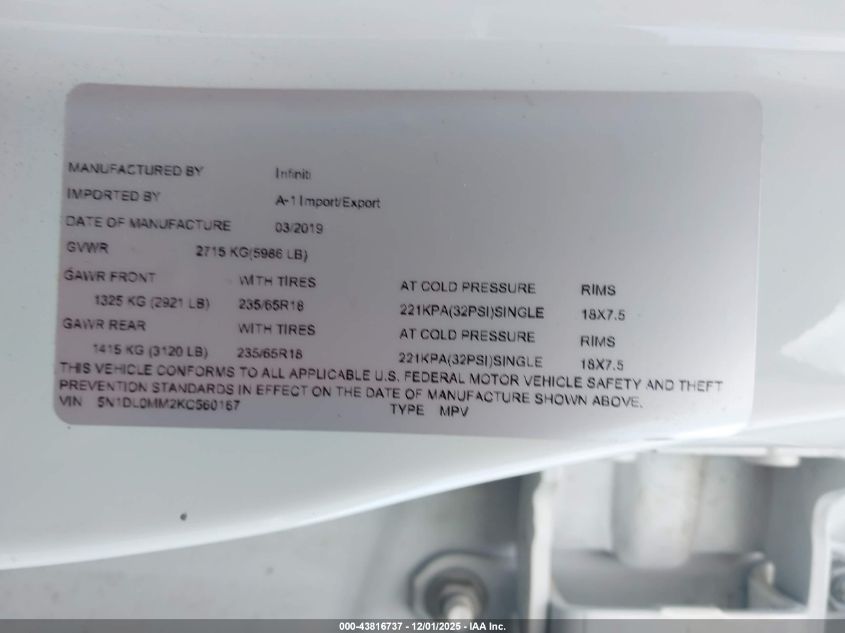 MANUFACTURED BY Infiniti
IMPORTED BY A-1 Import/Export
DATE OF MANUFACTURE 03/2019
GVWR 2715 KG(5986 LB)
GAWR FRONT WITH TIRES AT COLD PRESSURE RIMS
1325 KG (2921 LB) 235/65R18 221KPA(32PSI)SINGLE 18X7.5
GAWR REAR WITH TIRES AT COLD PRESSURE RIMS
1415 KG (3120 LB) 235/65R18 221KPA(32PSI)SINGLE 18X7.5
THIS VEHICLE CONFORMS TO ALL APPLICABLE U.S. FEDERAL MOTOR VEHICLE SAFETY AND THEFT
PREVENTION STANDARDS IN EFFECT ON THE DATE OF MANUFACTURE SHOWN ABOVE.
VIN 5N1DL0MM2KC560167 TYPE MPV
000-43816737 - 12/01/2025 - IAA Inc.